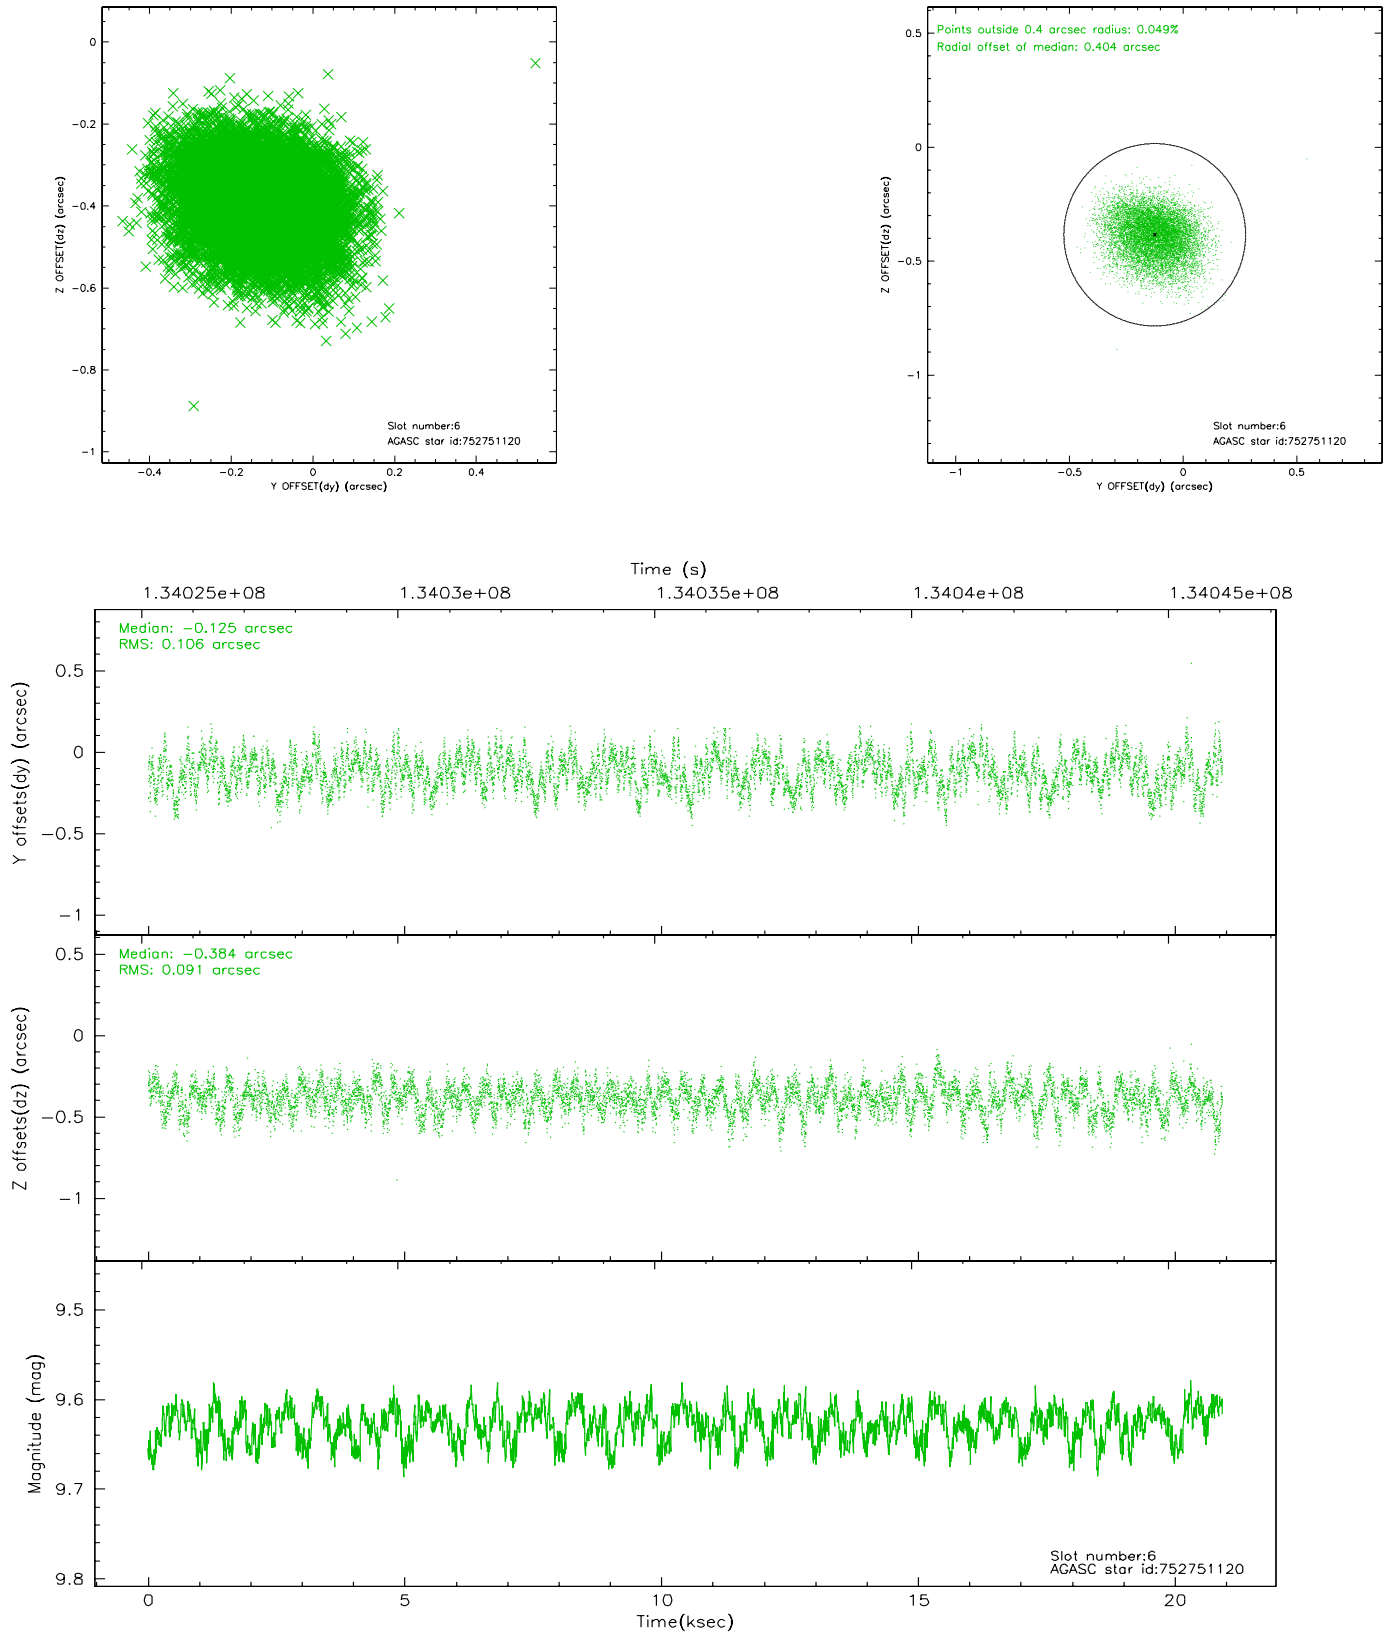 0
−0.2
−0.4
−0.6
−0.8
−1
Z OFFSET(dz) (arcsec)
−0.4
−0.2
0
0.2
0.4
Y OFFSET(dy) (arcsec)
Slot number:6
AGASC star id:752751120
Points outside 0.4 arcsec radius: 0.049%
Radial offset of median: 0.404 arcsec
0.5
0
−0.5
−1
Z OFFSET(dz) (arcsec)
−1
−0.5
0
0.5
Y OFFSET(dy) (arcsec)
Slot number:6
AGASC star id:752751120
Time (s)
1.34025e+08
1.3403e+08
1.34035e+08
1.3404e+08
1.34045e+08
Median: −0.125 arcsec
RMS: 0.106 arcsec
0.5
0
−0.5
−1
Y offsets(dy) (arcsec)
Median: −0.384 arcsec
RMS: 0.091 arcsec
0.5
0
−0.5
−1
Z offsets(dz) (arcsec)
9.5
9.6
9.7
9.8
Magnitude (mag)
Slot number:6
AGASC star id:752751120
0
5
10
15
20
Time(ksec)